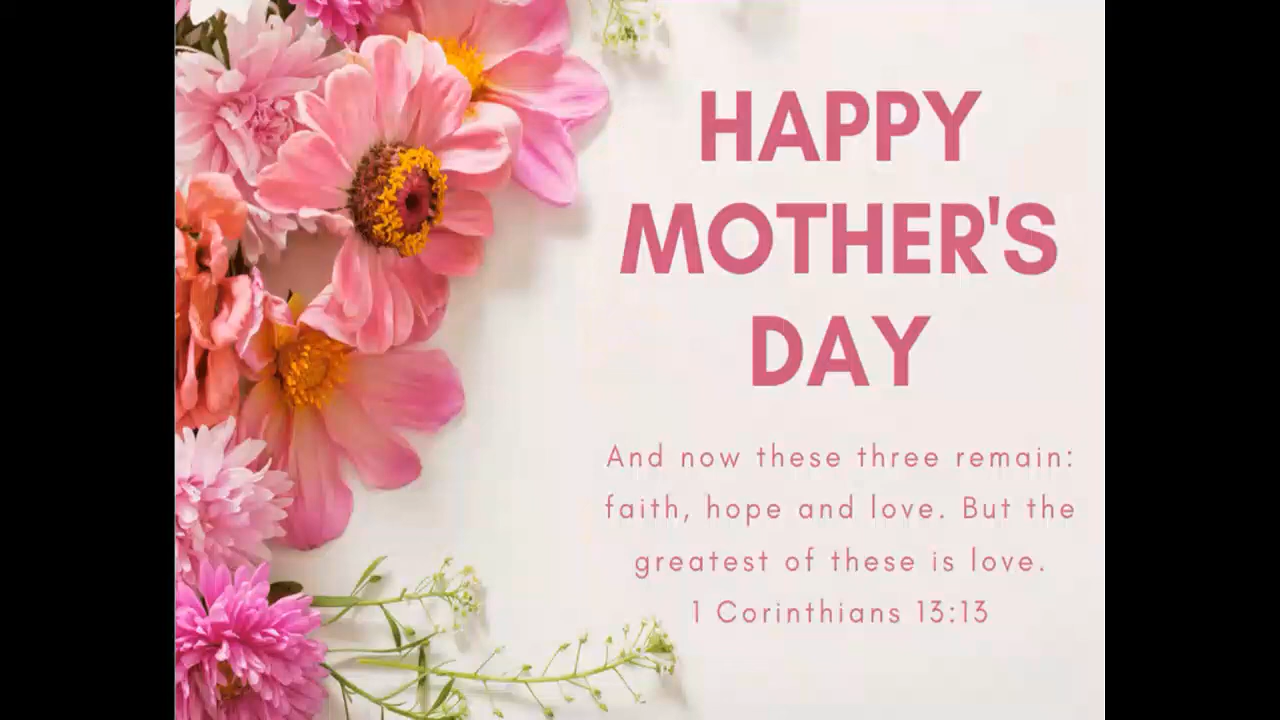 HAPPY
MOTHER'S
DAY
And now these three remain:
faith, hope and love. But the
greatest of these is love.
1 Corinthians 13:13